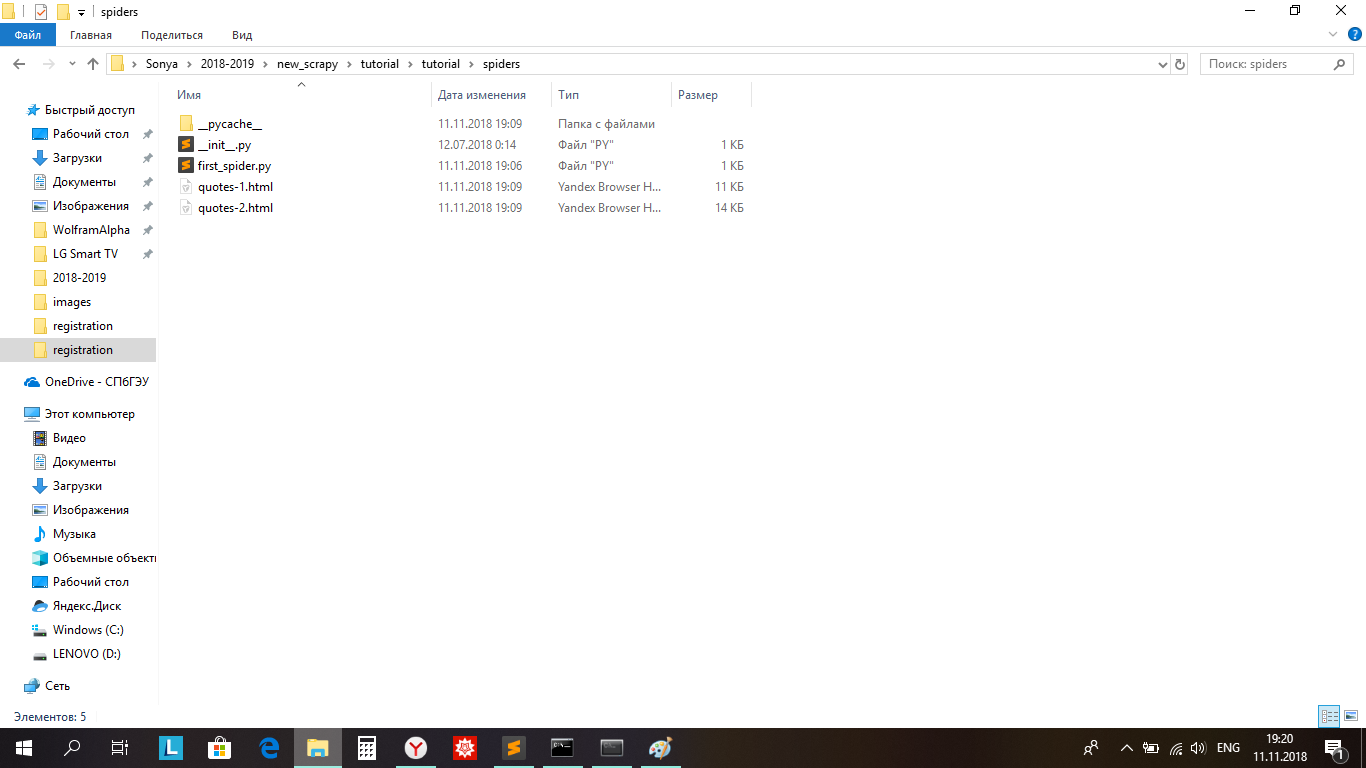 spiders
Файл Главная Поделиться Вид
Sonya 2018-2019 new_scrapy tutorial tutorial spiders Поиск: spiders
Имя Дата изменения Тип Размер
Быстрый доступ
Рабочий стол
Загрузки
Документы
Изображения
WolframAlpha
LG Smart TV
2018-2019
images
registration
registration
OneDrive - СПбГЭУ
Этот компьютер
Видео
Документы
Загрузки
Изображения
Музыка
Объемные объекты
Рабочий стол
Яндекс.Диск
Windows (C:)
LENOVO (D:)
Сеть
__pycache__ 11.11.2018 19:09 Папка с файлами
__init__.py 12.07.2018 0:14 Файл "PY" 1 КБ
first_spider.py 11.11.2018 19:06 Файл "PY" 1 КБ
quotes-1.html 11.11.2018 19:09 Yandex Browser H... 11 КБ
quotes-2.html 11.11.2018 19:09 Yandex Browser H... 14 КБ
Элементов: 5
ENG 19:20
11.11.2018
1